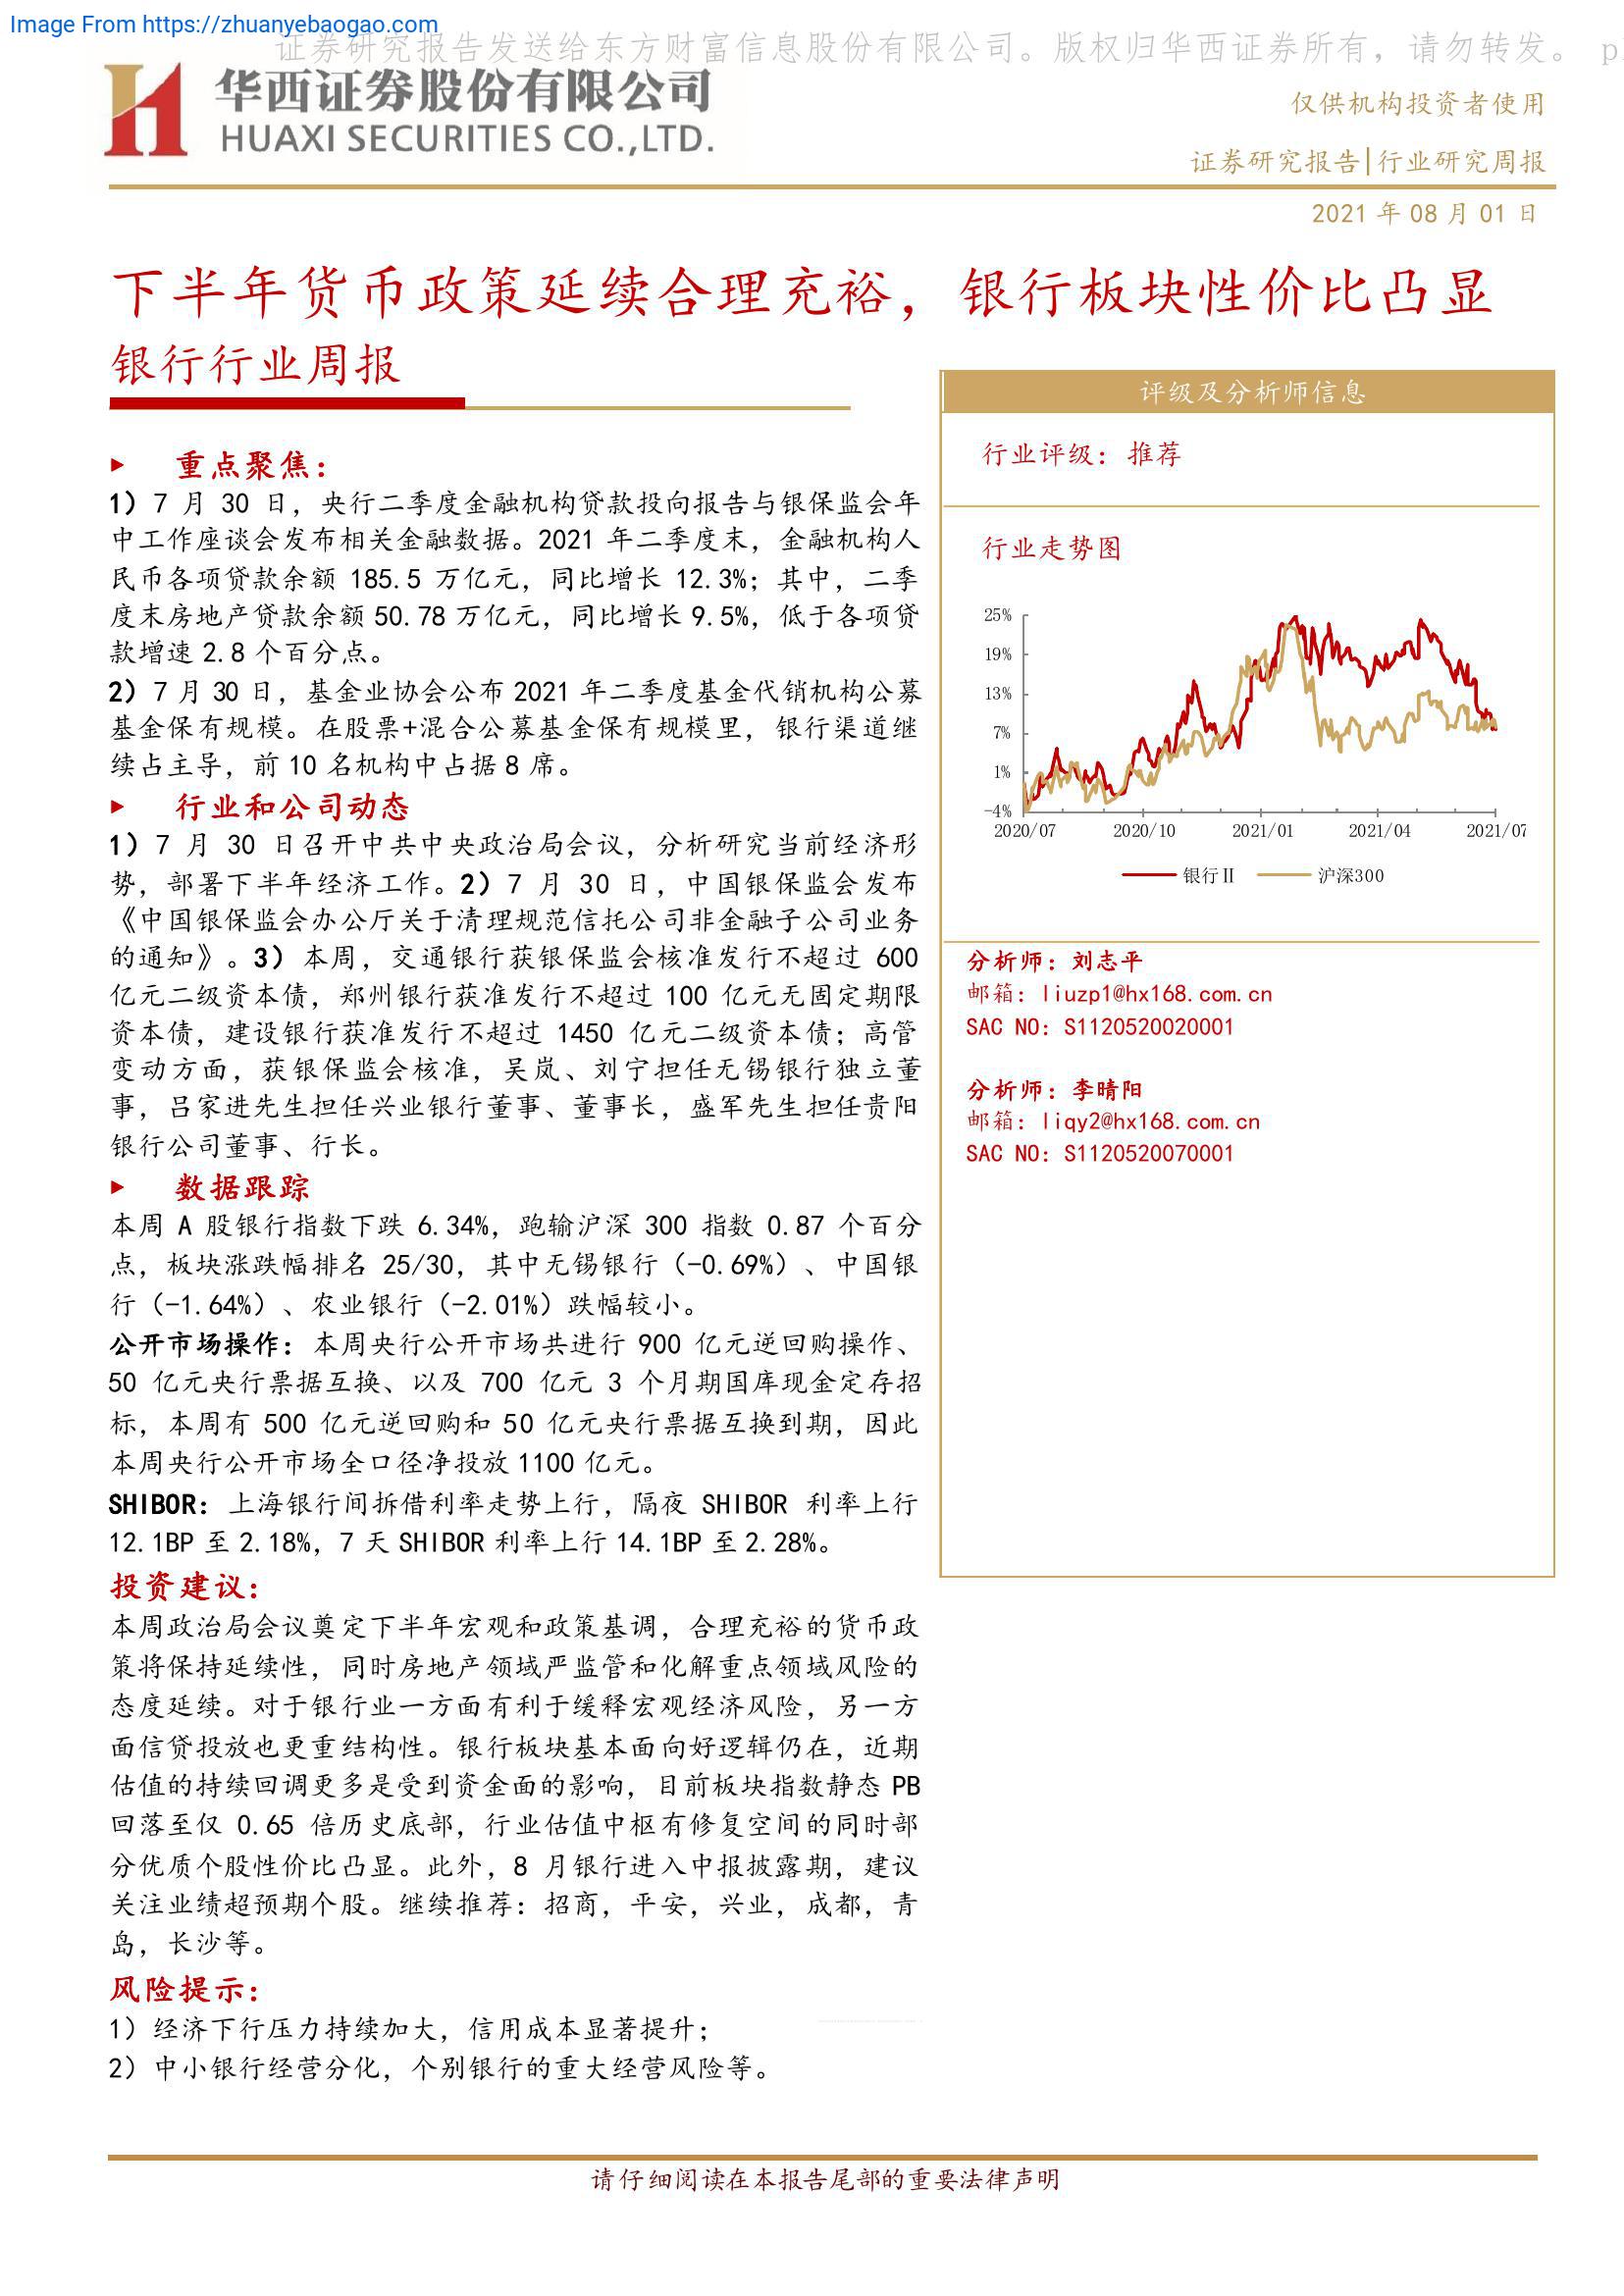 Image From https://zhuanyebaogao.com
证券研究报告发送给东方财富信息股份有限公司。版权归华西证券所有，请勿转发。 p
华西证券股份有限公司
HUAXI SECURITIES CO.,LTD.
仅供机构投资者使用
证券研究报告|行业研究周报
2021 年 08 月 01 日
下半年货币政策延续合理充裕，银行板块性价比凸显
银行行业周报
重点聚焦：
1）7 月 30 日，央行二季度金融机构贷款投向报告与银保监会年
中工作座谈会发布相关金融数据。2021 年二季度末，金融机构人
民币各项贷款余额 185.5 万亿元，同比增长 12.3%；其中，二季
度末房地产贷款余额 50.78 万亿元，同比增长 9.5%，低于各项贷
款增速 2.8 个百分点。
2）7 月 30 日，基金业协会公布 2021 年二季度基金代销机构公募
基金保有规模。在股票+混合公募基金保有规模里，银行渠道继
续占主导，前 10 名机构中占据 8 席。
行业和公司动态
1）7 月 30 日召开中共中央政治局会议，分析研究当前经济形
势，部署下半年经济工作。2）7 月 30 日，中国银保监会发布
《中国银保监会办公厅关于清理规范信托公司非金融子公司业务
的通知》。3）本周，交通银行获银保监会核准发行不超过 600
亿元二级资本债，郑州银行获准发行不超过 100 亿元无固定期限
资本债，建设银行获准发行不超过 1450 亿元二级资本债；高管
变动方面，获银保监会核准，吴岚、刘宁担任无锡银行独立董
事，吕家进先生担任兴业银行董事、董事长，盛军先生担任贵阳
银行公司董事、行长。
数据跟踪
本周 A 股银行指数下跌 6.34%，跑输沪深 300 指数 0.87 个百分
点，板块涨跌幅排名 25/30，其中无锡银行（-0.69%）、中国银
行（-1.64%）、农业银行（-2.01%）跌幅较小。
公开市场操作：本周央行公开市场共进行 900 亿元逆回购操作、
50 亿元央行票据互换、以及 700 亿元 3 个月期国库现金定存招
标，本周有 500 亿元逆回购和 50 亿元央行票据互换到期，因此
本周央行公开市场全口径净投放 1100 亿元。
SHIBOR：上海银行间拆借利率走势上行，隔夜 SHIBOR 利率上行
12.1BP 至 2.18%，7 天 SHIBOR 利率上行 14.1BP 至 2.28%。
投资建议：
本周政治局会议奠定下半年宏观和政策基调，合理充裕的货币政
策将保持延续性，同时房地产领域严监管和化解重点领域风险的
态度延续。对于银行业一方面有利于缓释宏观经济风险，另一方
面信贷投放也更重结构性。银行板块基本面向好逻辑仍在，近期
估值的持续回调更多是受到资金面的影响，目前板块指数静态 PB
回落至仅 0.65 倍历史底部，行业估值中枢有修复空间的同时部
分优质个股性价比凸显。此外，8 月银行进入中报披露期，建议
关注业绩超预期个股。继续推荐：招商，平安，兴业，成都，青
岛，长沙等。
风险提示：
1）经济下行压力持续加大，信用成本显著提升；
2）中小银行经营分化，个别银行的重大经营风险等。
评级及分析师信息
行业评级：推荐
行业走势图
25%
19%
13%
7%
1%
-4%
2020/07 2020/10 2021/01 2021/04 2021/07
银行Ⅱ 沪深300
分析师：刘志平
邮箱：liuzp1@hx168.com.cn
SAC NO：S1120520020001
分析师：李晴阳
邮箱：liqy2@hx168.com.cn
SAC NO：S1120520070001
请仔细阅读在本报告尾部的重要法律声明